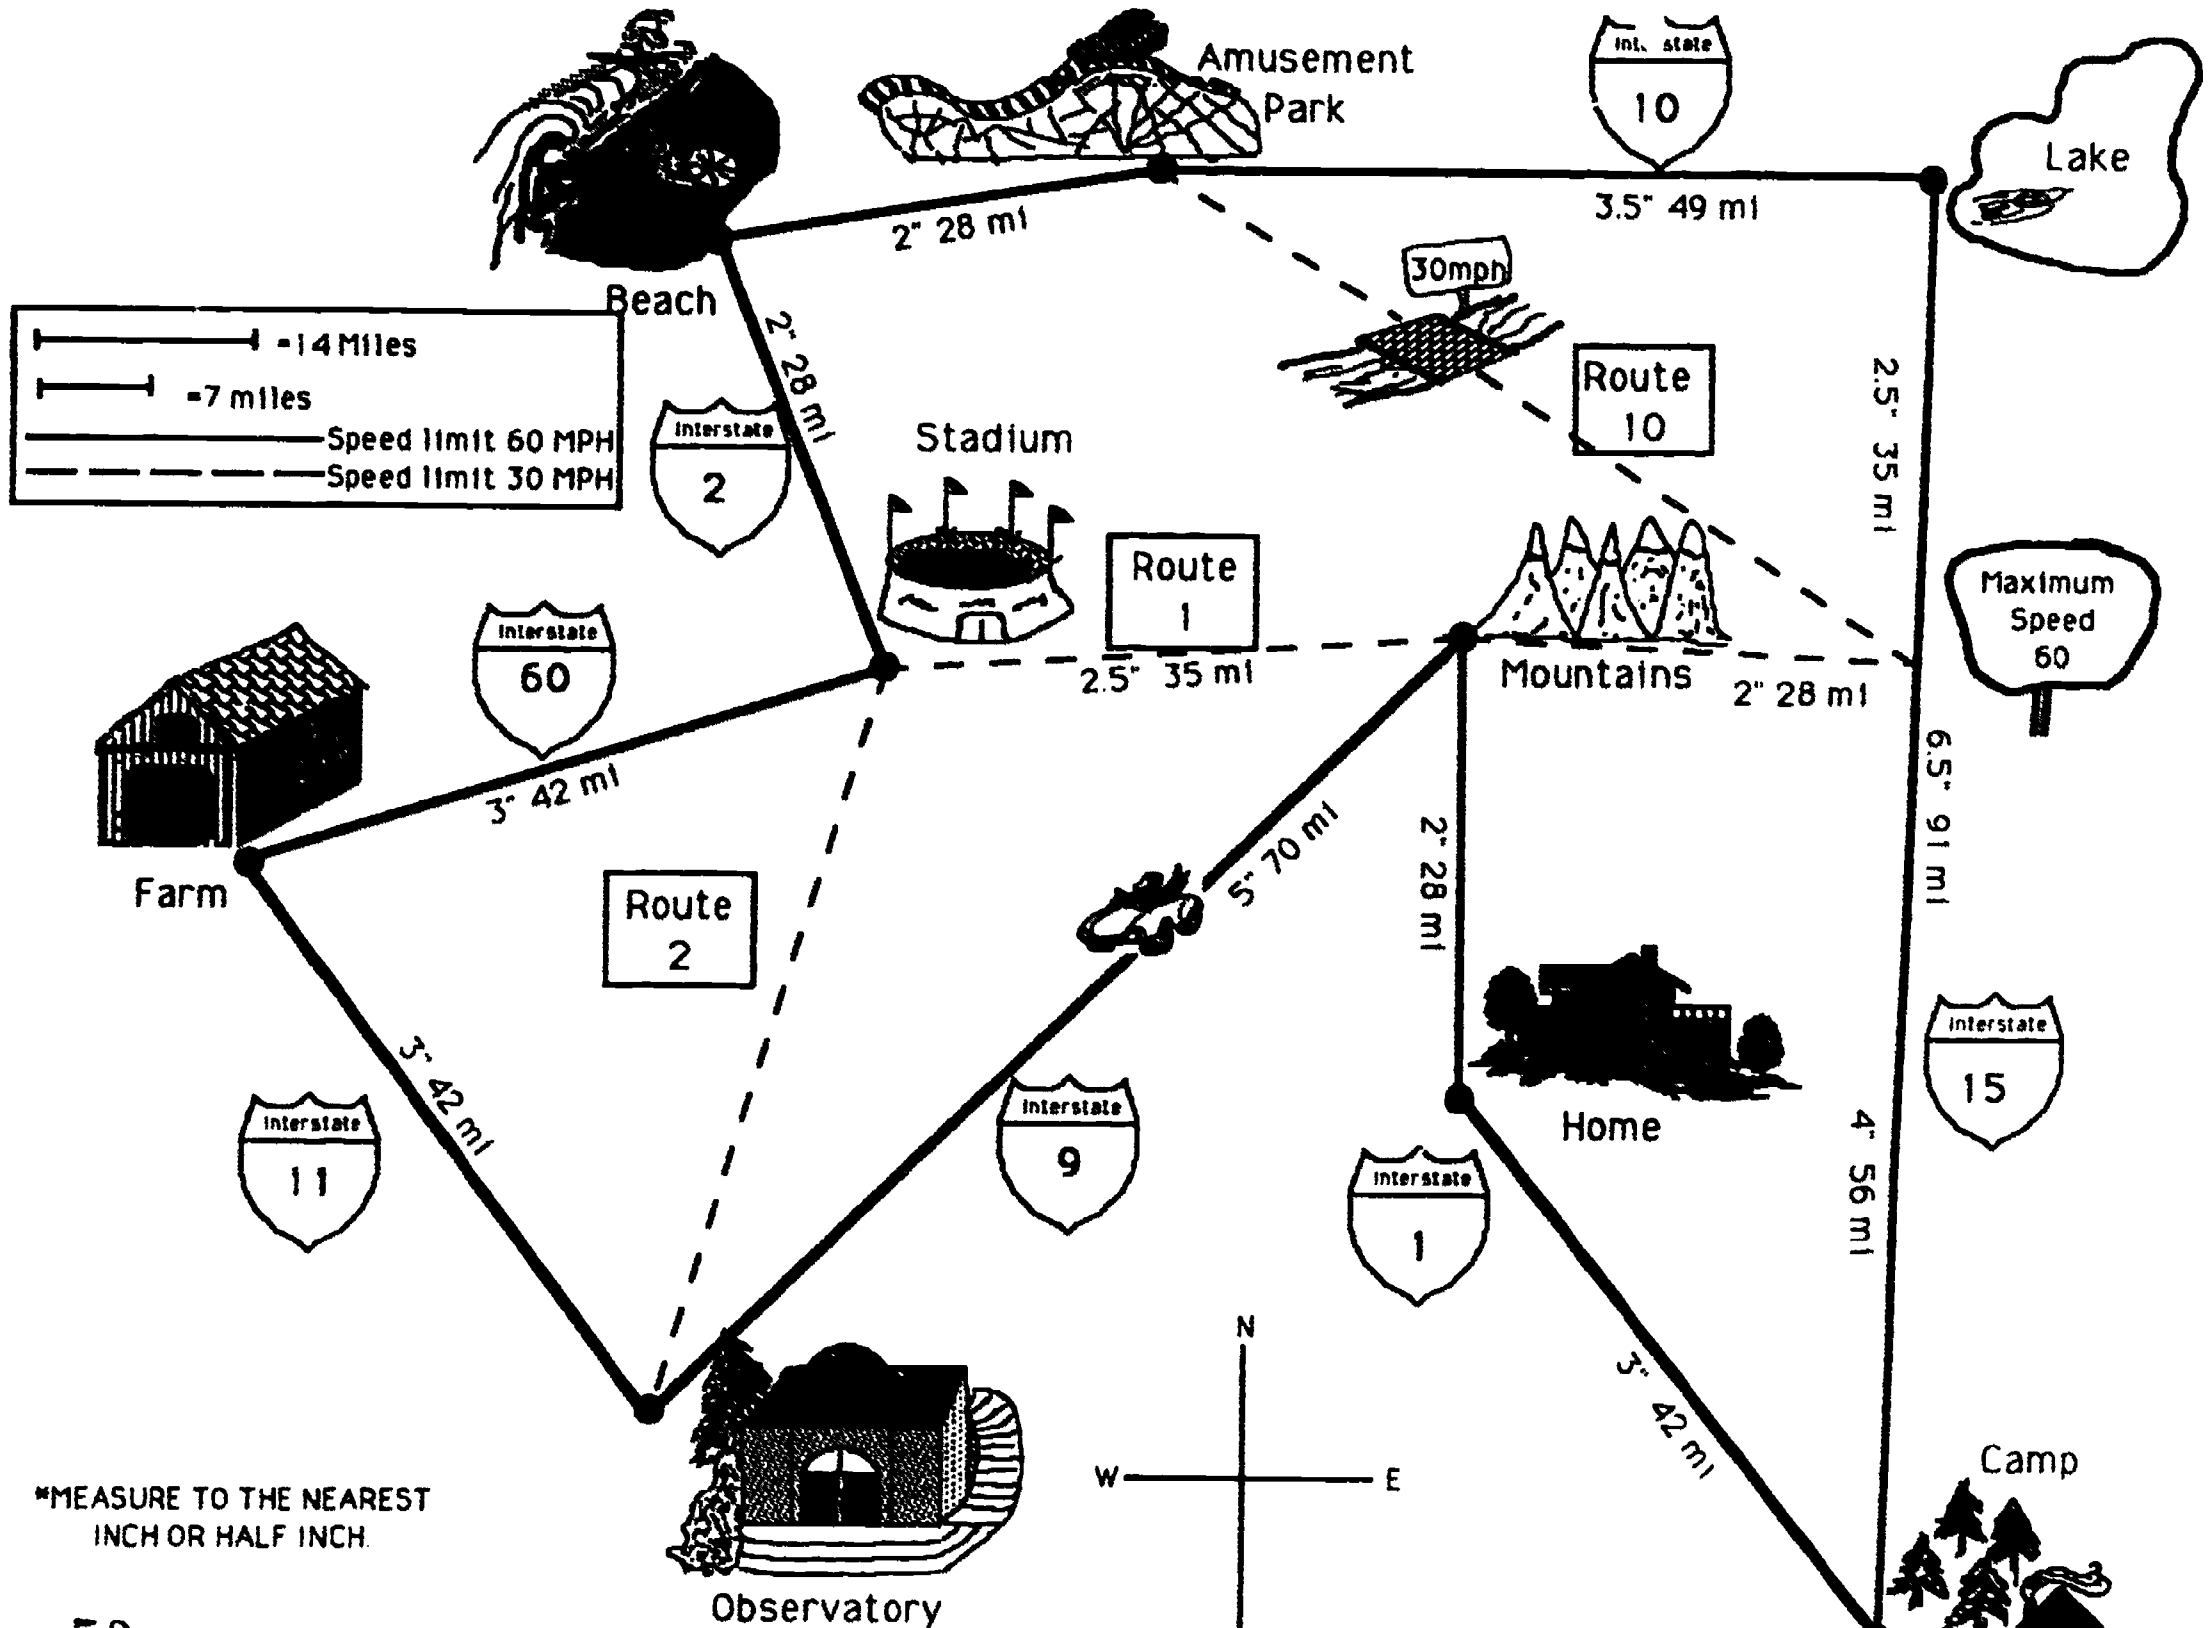 Amusement
Park
Interstate
10
Lake
3.5" 49 mi
2" 28 mi
Beach
30mph
=14 Miles
=7 miles
Speed limit 60 MPH
Speed limit 30 MPH
2" 28 mi
Interstate
2
Stadium
Route
10
2.5" 35 mi
Route
1
Maximum
Speed
60
Interstate
60
2.5" 35 mi
Mountains
2" 28 mi
3" 42 mi
Farm
Route
2
5" 70 mi
2" 28 mi
6.5" 91 mi
Interstate
15
3" 42 mi
Interstate
11
Interstate
9
Home
4" 56 mi
Interstate
1
N
W
E
3" 42 mi
Camp
*MEASURE TO THE NEAREST
INCH OR HALF INCH.
Observatory